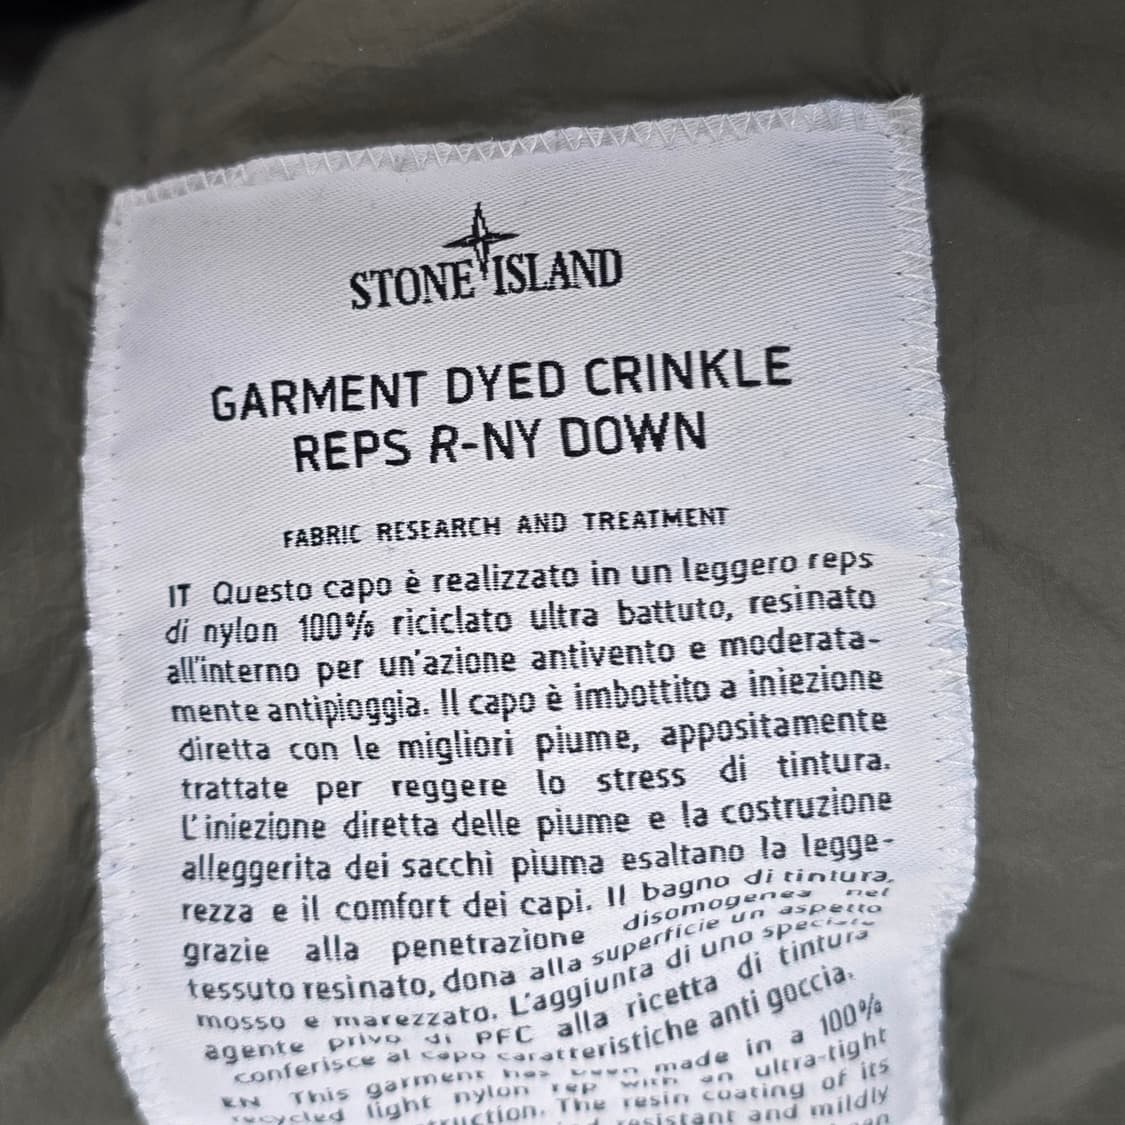 STONE ISLAND
GARMENT DYED CRINKLE
REPS R-NY DOWN
FABRIC RESEARCH AND TREATMENT
IT Questo capo è realizzato in un leggero reps
di nylon 100% riciclato ultra battuto, resinato
all'interno per un'azione antivento e moderata-
mente antipioggia. Il capo è imbottito a iniezione
diretta con le migliori piume, appositamente
trattate per reggere lo stress di tintura.
L'iniezione diretta delle piume e la costruzione
alleggerita dei sacchi piuma esaltano la legge-
rezza e il comfort dei capi. Il bagno di tintura,
grazie alla penetrazione disomogenea nel
tessuto resinato, dona alla superficie un aspetto
mosso e marezzato. L'aggiunta di uno speciale
agente privo di PFC alla ricetta di tintura
conferisce al capo caratteristiche anti goccia.
EN This garment has been made in a 100%
recycled light nylon rep with an ultra-tight
The resin coating of its
resistant and mildly